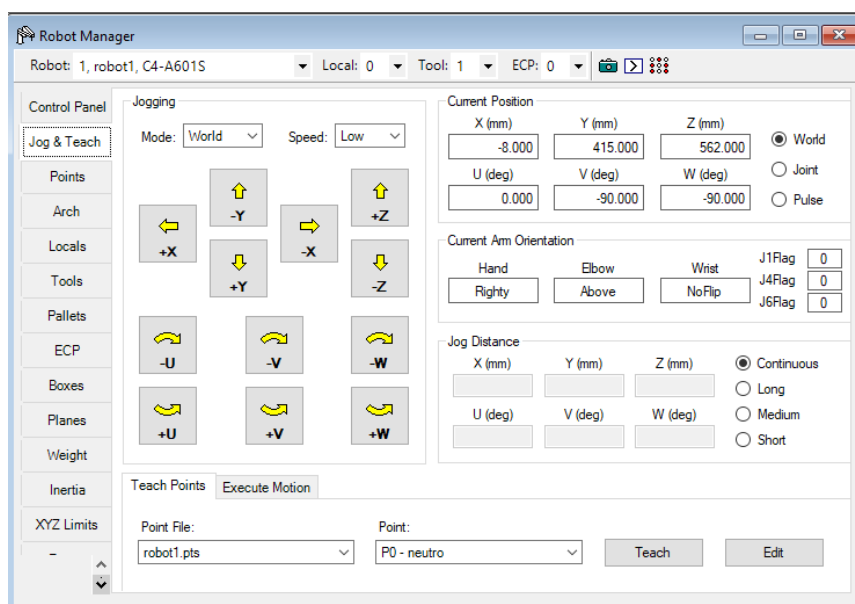 Robot Manager
Robot: 1, robot1, C4-A601S Local: 0 Tool: 1 ECP: 0
Control Panel
Jog & Teach
Points
Arch
Locals
Tools
Pallets
ECP
Boxes
Planes
Weight
Inertia
XYZ Limits
Jogging
Mode: World Speed: Low
-Y +Z
+X -X
+Y -Z
-U -V -W
+U +V +W
Current Position
X (mm) Y (mm) Z (mm)
-8.000 415.000 562.000
U (deg) V (deg) W (deg)
0.000 -90.000 -90.000
World
Joint
Pulse
Current Arm Orientation
Hand Elbow Wrist
Righty Above NoFlip
J1Flag 0
J4Flag 0
J6Flag 0
Jog Distance
X (mm) Y (mm) Z (mm)
U (deg) V (deg) W (deg)
Continuous
Long
Medium
Short
Teach Points Execute Motion
Point File: Point:
robot1.pts P0 - neutro Teach Edit